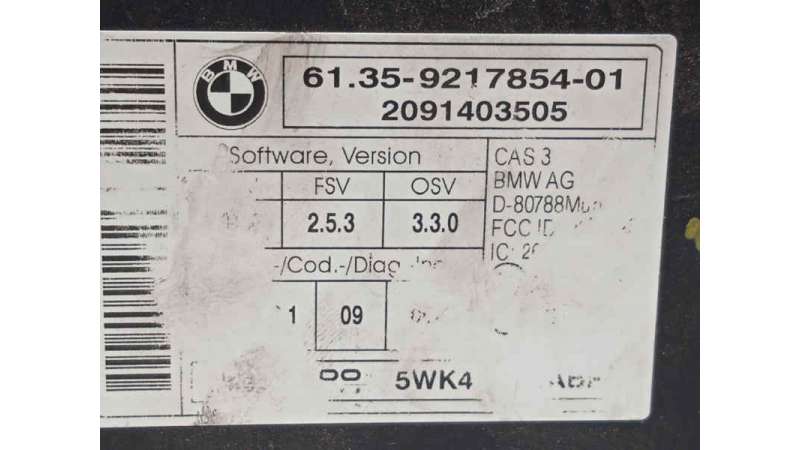 BMW
61.35-9217854-01
2091403505
Software, Version
CAS 3
FSV
OSV
BMW AG
2.5.3
3.3.0
FCC ID
-/Cod.-/Diag.
1
09
5WK4